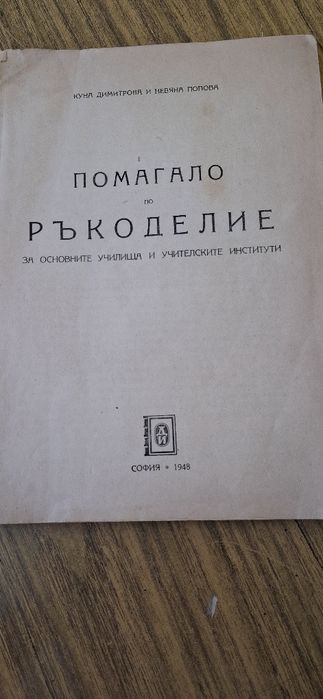 КУНА ДИМИТРОВА И НЕВЯНА ПОПОВА
I
ПОМАГАЛО
ПО
РЪКОДЕЛИЕ
ЗА ОСНОВНИТЕ УЧИЛИЩА И УЧИТЕЛСКИТЕ ИНСТИТУТИ
СОФИЯ • 1948